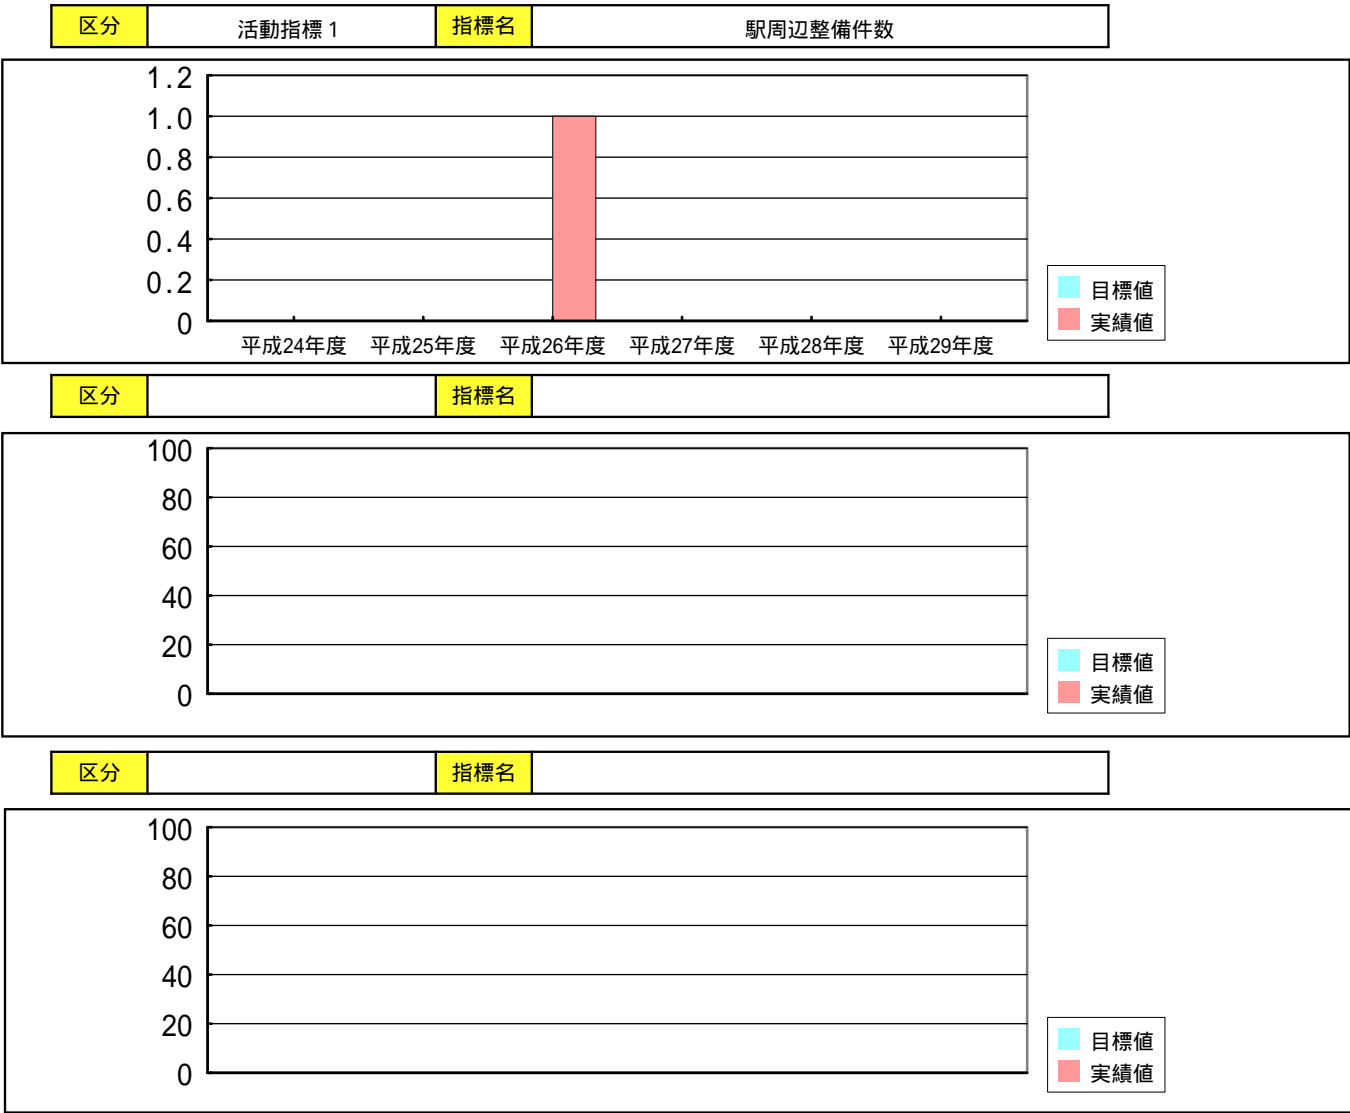 区分 活動指標1 指標名 駅周辺整備件数
1.2
1.0
0.8
0.6
0.4
0.2
0
平成24年度 平成25年度 平成26年度 平成27年度 平成28年度 平成29年度
目標値
実績値
区分 指標名
100
80
60
40
20
0
目標値
実績値
区分 指標名
100
80
60
40
20
0
目標値
実績値